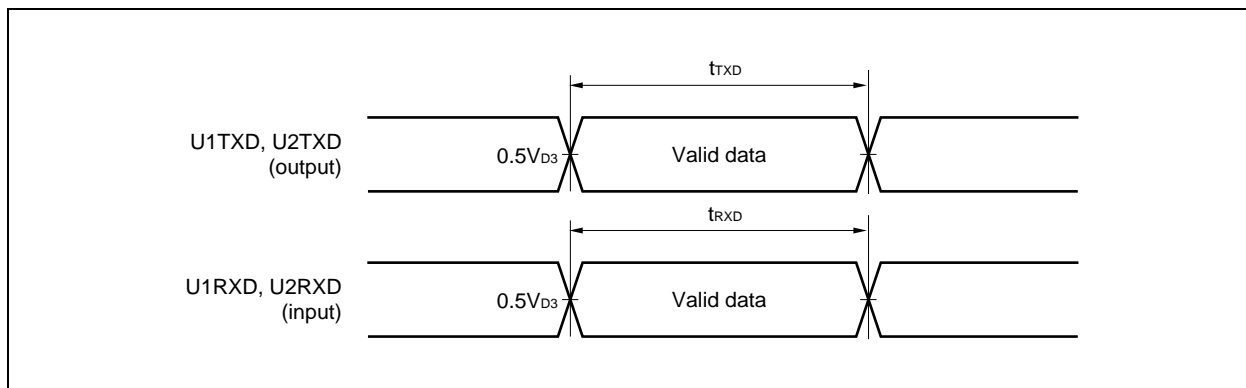 tTXD
U1TXD, U2TXD
(output)
0.5VD3
Valid data
tRXD
U1RXD, U2RXD
(input)
0.5VD3
Valid data